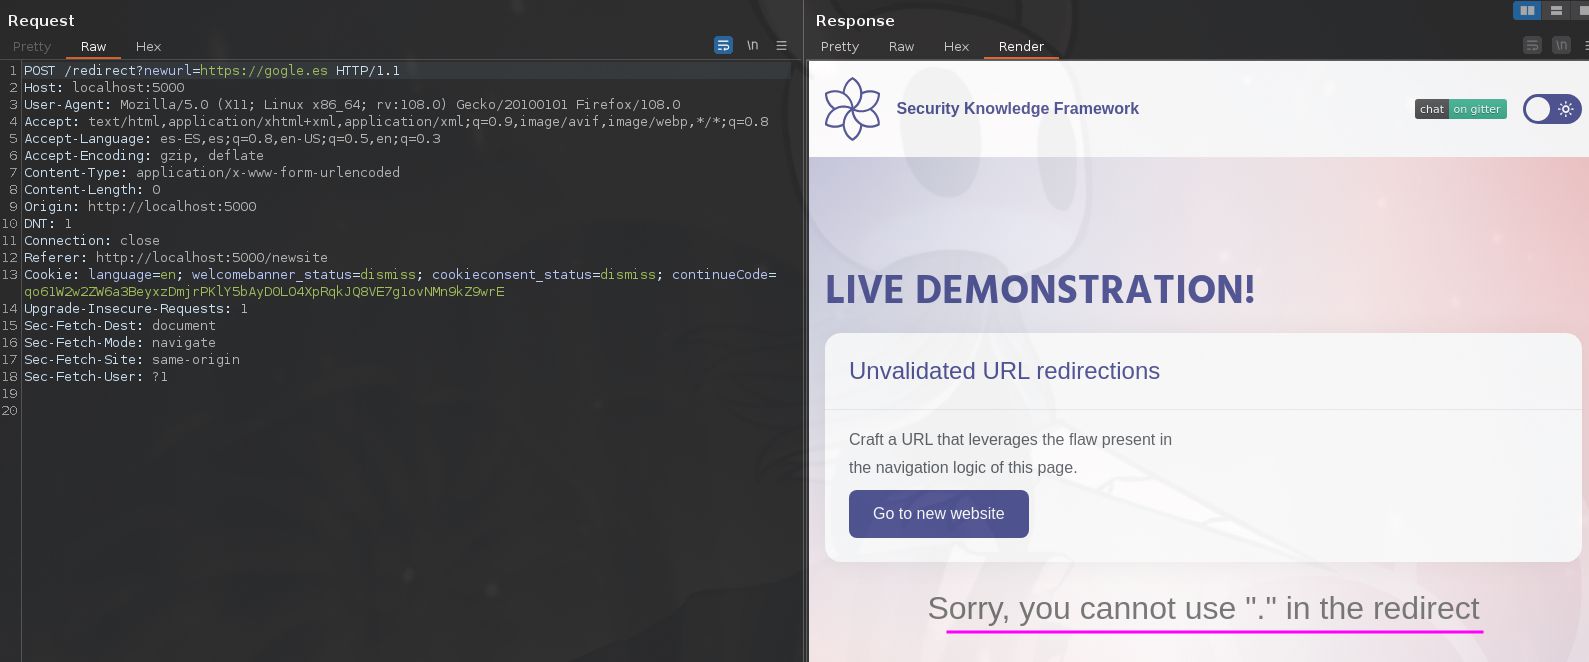 Request
Pretty Raw Hex
\n
1 POST /redirect?newurl=https://gogle.es HTTP/1.1
2 Host: localhost:5000
3 User-Agent: Mozilla/5.0 (X11; Linux x86_64; rv:108.0) Gecko/20100101 Firefox/108.0
4 Accept: text/html,application/xhtml+xml,application/xml;q=0.9,image/avif,image/webp,*/*;q=0.8
5 Accept-Language: es-ES,es;q=0.8,en-US;q=0.5,en;q=0.3
6 Accept-Encoding: gzip, deflate
7 Content-Type: application/x-www-form-urlencoded
8 Content-Length: 0
9 Origin: http://localhost:5000
10 DNT: 1
11 Connection: close
12 Referer: http://localhost:5000/newsite
13 Cookie: language=en; welcomebanner_status=dismiss; cookieconsent_status=dismiss; continueCode=
qo61W2w2ZW6a3BeyxzDmjrPKlY5bAyD0LO4XpRqkJQ8VE7g1ovNMn9kZ9wrE
14 Upgrade-Insecure-Requests: 1
15 Sec-Fetch-Dest: document
16 Sec-Fetch-Mode: navigate
17 Sec-Fetch-Site: same-origin
18 Sec-Fetch-User: ?1
19
20
Response
Pretty Raw Hex Render
\n
Security Knowledge Framework
chat on gitter
LIVE DEMONSTRATION!
Unvalidated URL redirections
Craft a URL that leverages the flaw present in
the navigation logic of this page.
Go to new website
Sorry, you cannot use "." in the redirect